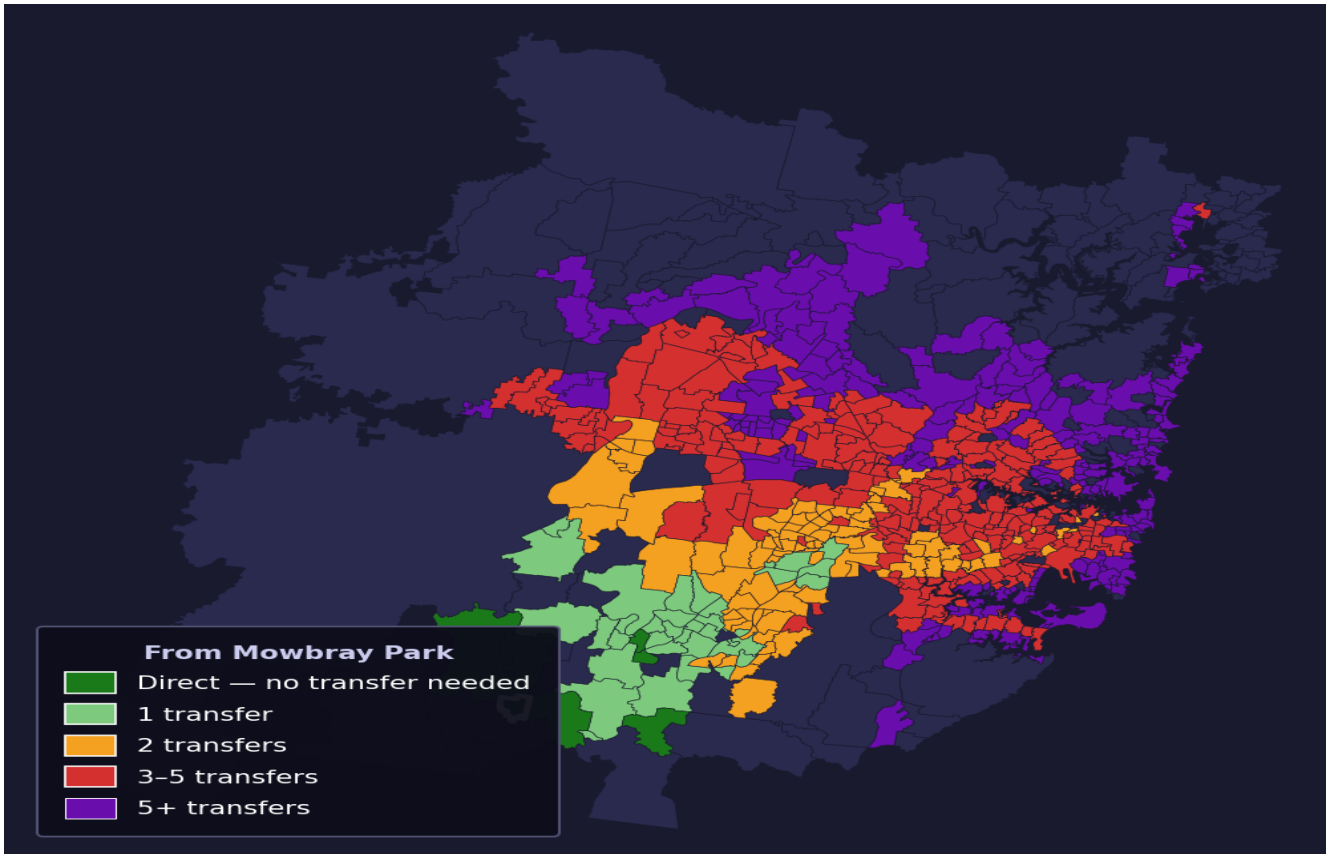 From Mowbray Park
Direct — no transfer needed
1 transfer
2 transfers
3–5 transfers
5+ transfers